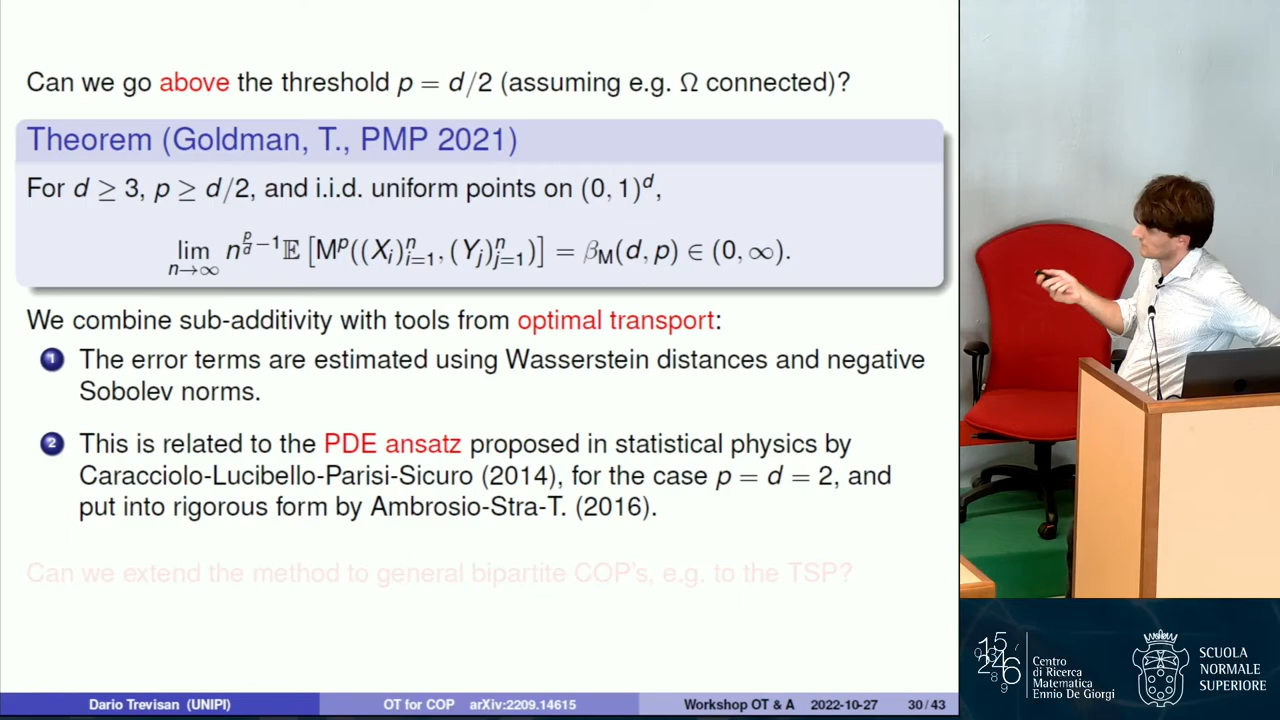 Can we go above the threshold p = d/2 (assuming e.g. Ω connected)?
Theorem (Goldman, T., PMP 2021)
For d ≥ 3, p ≥ d/2, and i.i.d. uniform points on (0, 1)^d,
lim_{n→∞} n^{p/d − 1} 𝔼 [M^p((X_i)_{i=1}^n, (Y_j)_{j=1}^n)] = β_M(d, p) ∈ (0, ∞).
We combine sub-additivity with tools from optimal transport:
1 The error terms are estimated using Wasserstein distances and negative
Sobolev norms.
2 This is related to the PDE ansatz proposed in statistical physics by
Caracciolo-Lucibello-Parisi-Sicuro (2014), for the case p = d = 2, and
put into rigorous form by Ambrosio-Stra-T. (2016).
Can we extend the method to general bipartite COP's, e.g. to the TSP?
Dario Trevisan (UNIPI) OT for COP arXiv:2209.14615 Workshop OT & A 2022-10-27 30 / 43
Centro
di Ricerca
Matematica
Ennio De Giorgi
SCUOLA
NORMALE
SUPERIORE